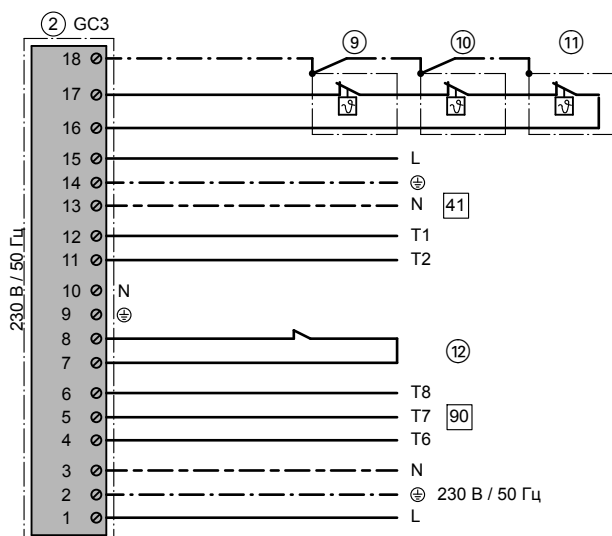 ② GC3
⑨ ⑩ ⑪
18
17
ϑ ϑ ϑ
16
15 L
14
13 N 41
12 T1
11 T2
10 N
9
8
⑫
7
6 T8
5 T7 90
4 T6
3 N
2 230 В / 50 Гц
1 L
230 В / 50 Гц